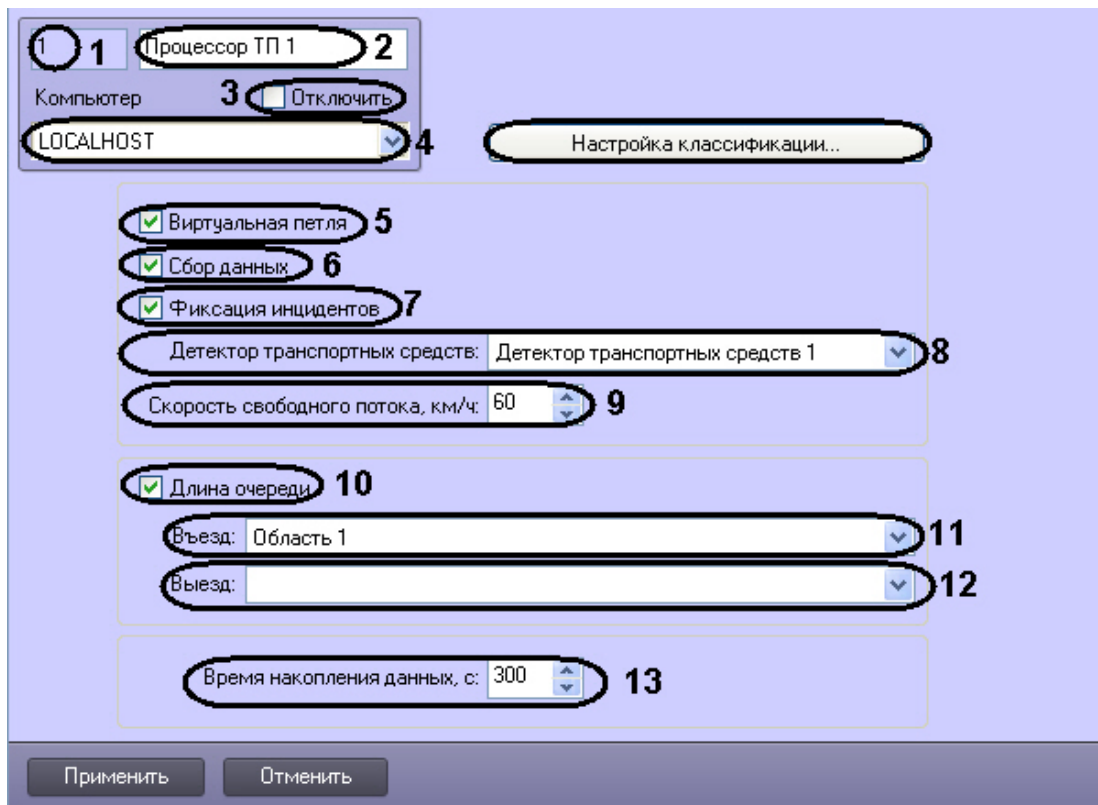 1 1 Процессор ТП 1 2
Компьютер 3 Отключить
LOCALHOST 4 Настройка классификации...
Виртуальная петля 5
Сбор данных 6
Фиксация инцидентов 7
Детектор транспортных средств: Детектор транспортных средств 1 8
Скорость свободного потока, км/ч: 60 9
Длина очереди 10
Въезд: Область 1 11
Выезд: 12
Время накопления данных, с: 300 13
Применить Отменить